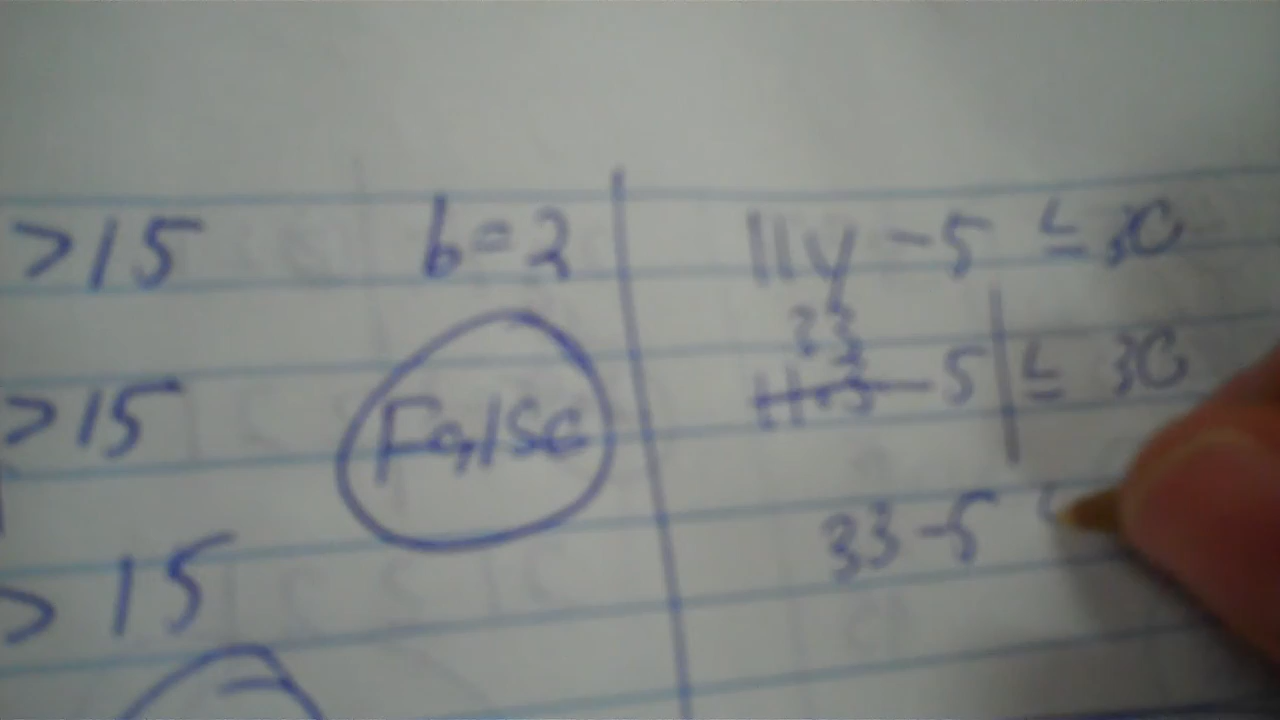 >15 b=2
>15 False
>15
11y -5 ≤ 30
33
11·3 -5 ≤ 30
33-5